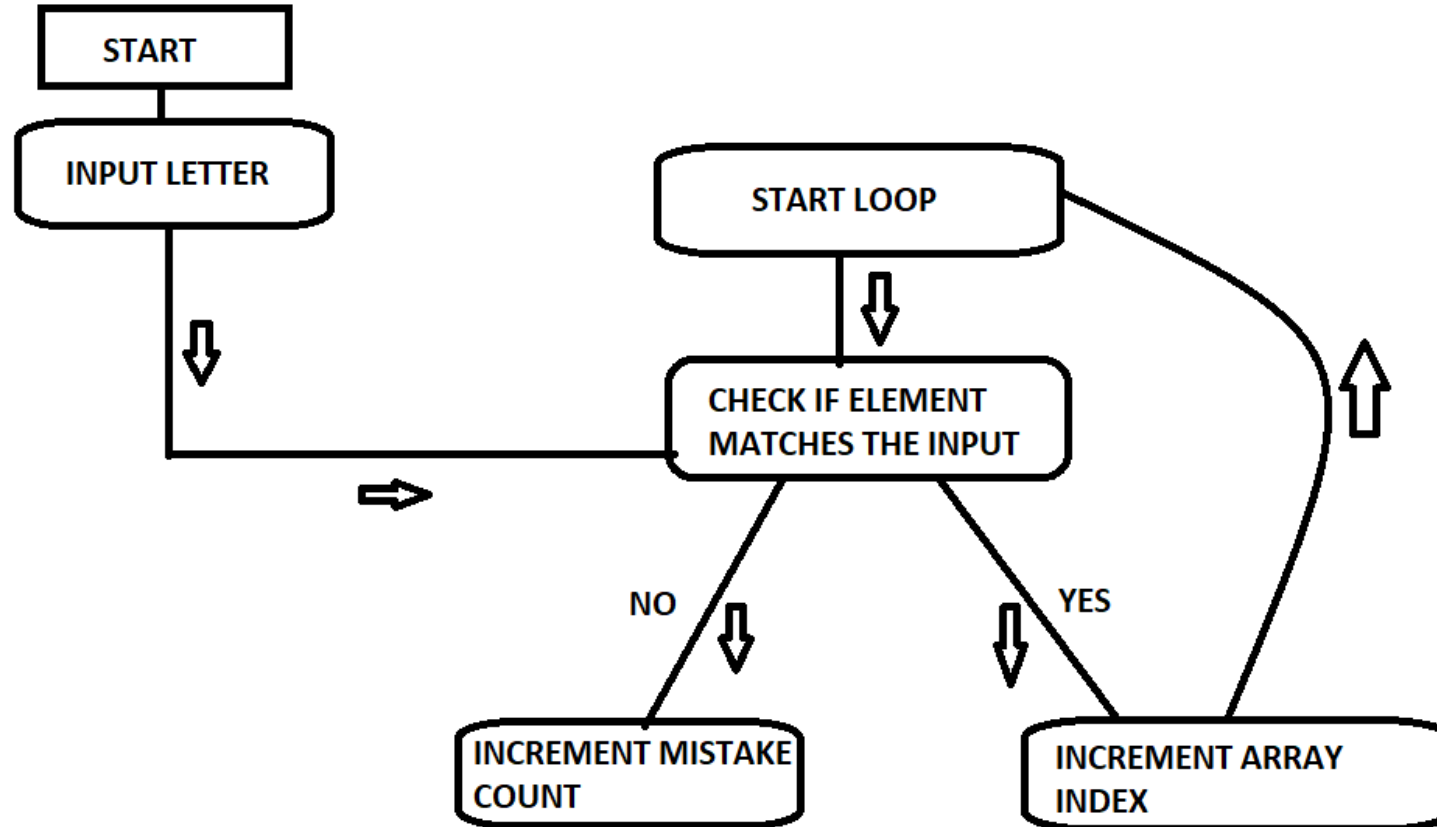 START
INPUT LETTER
START LOOP
CHECK IF ELEMENT
MATCHES THE INPUT
NO
YES
INCREMENT MISTAKE
COUNT
INCREMENT ARRAY
INDEX